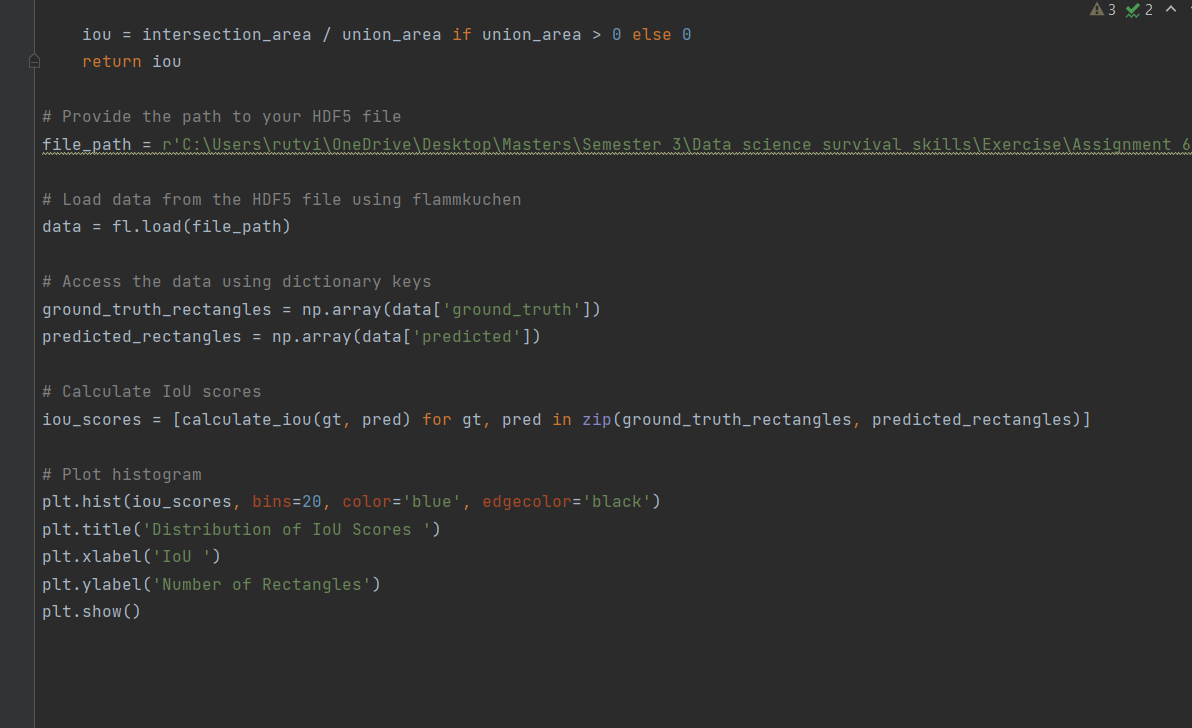 3 2
    iou = intersection_area / union_area if union_area > 0 else 0
    return iou
# Provide the path to your HDF5 file
file_path = r'C:\Users\rutvi\OneDrive\Desktop\Masters\Semester 3\Data science survival skills\Exercise\Assignment 6
# Load data from the HDF5 file using flammkuchen
data = fl.load(file_path)
# Access the data using dictionary keys
ground_truth_rectangles = np.array(data['ground_truth'])
predicted_rectangles = np.array(data['predicted'])
# Calculate IoU scores
iou_scores = [calculate_iou(gt, pred) for gt, pred in zip(ground_truth_rectangles, predicted_rectangles)]
# Plot histogram
plt.hist(iou_scores, bins=20, color='blue', edgecolor='black')
plt.title('Distribution of IoU Scores ')
plt.xlabel('IoU ')
plt.ylabel('Number of Rectangles')
plt.show()